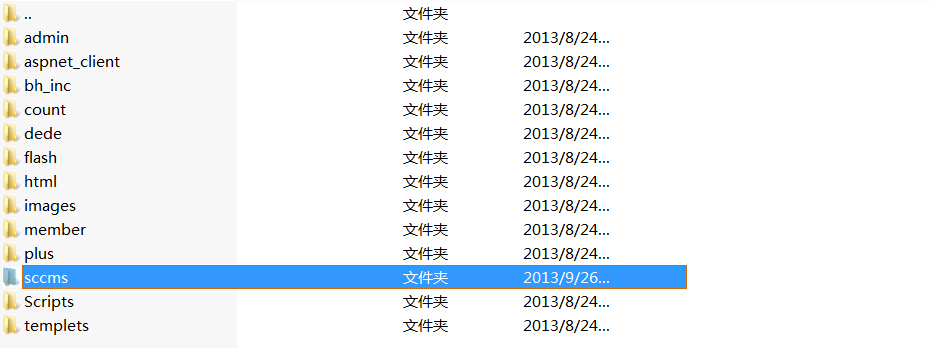 .. 文件夹
admin 文件夹 2013/8/24...
aspnet_client 文件夹 2013/8/24...
bh_inc 文件夹 2013/8/24...
count 文件夹 2013/8/24...
dede 文件夹 2013/8/24...
flash 文件夹 2013/8/24...
html 文件夹 2013/8/24...
images 文件夹 2013/8/24...
member 文件夹 2013/8/24...
plus 文件夹 2013/8/24...
sccms 文件夹 2013/9/26...
Scripts 文件夹 2013/8/24...
templets 文件夹 2013/8/24...